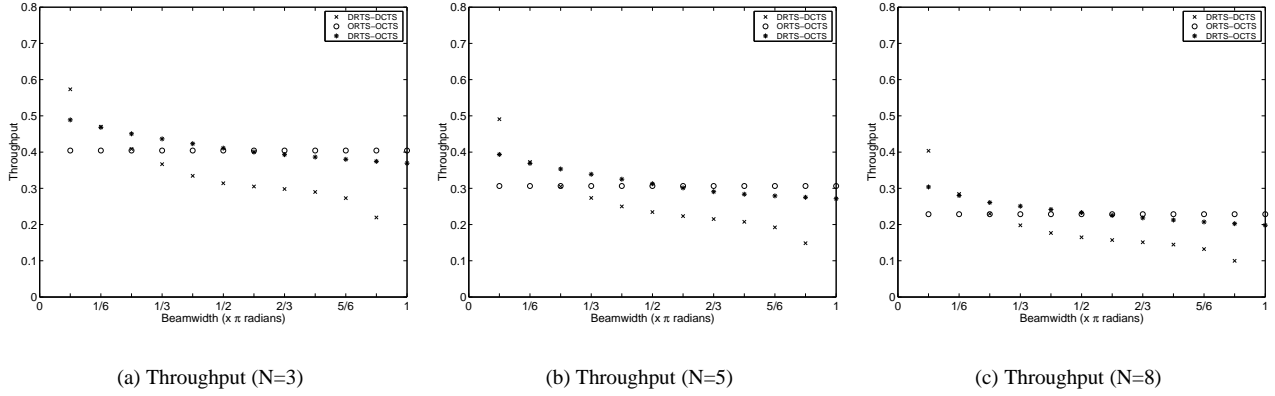 0.8
0.7
0.6
0.5
0.4
0.3
0.2
0.1
0
Throughput
DRTS−DCTS
ORTS−OCTS
DRTS−OCTS
0 1/6 1/3 1/2 2/3 5/6 1
Beamwidth (x π radians)
(a) Throughput (N=3)
0.8
0.7
0.6
0.5
0.4
0.3
0.2
0.1
0
Throughput
DRTS−DCTS
ORTS−OCTS
DRTS−OCTS
0 1/6 1/3 1/2 2/3 5/6 1
Beamwidth (x π radians)
(b) Throughput (N=5)
0.8
0.7
0.6
0.5
0.4
0.3
0.2
0.1
0
Throughput
DRTS−DCTS
ORTS−OCTS
DRTS−OCTS
0 1/6 1/3 1/2 2/3 5/6 1
Beamwidth (x π radians)
(c) Throughput (N=8)